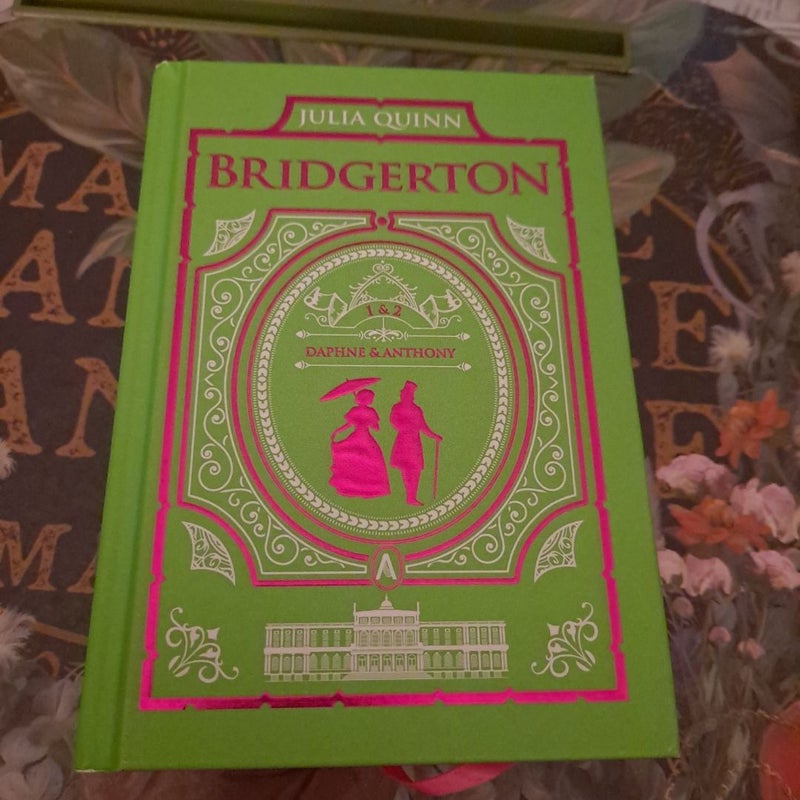 JULIA QUINN
BRIDGERTON
1 & 2
DAPHNE & ANTHONY
A